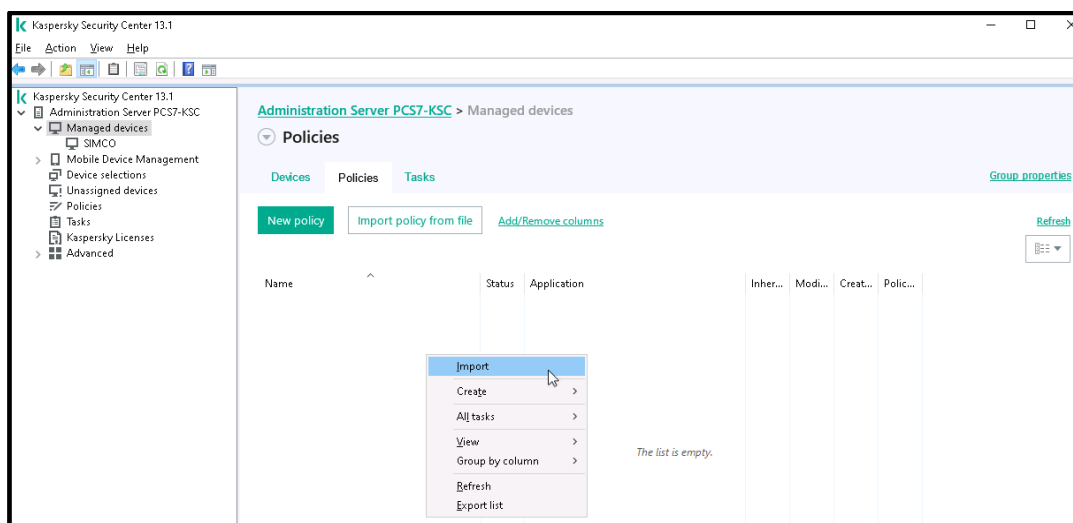 Kaspersky Security Center 13.1
File Action View Help
Kaspersky Security Center 13.1
Administration Server PCS7-KSC
Managed devices
SIMCO
Mobile Device Management
Device selections
Unassigned devices
Policies
Tasks
Kaspersky Licenses
Advanced
Administration Server PCS7-KSC > Managed devices
Policies
Devices Policies Tasks Group properties
New policy Import policy from file Add/Remove columns Refresh
Name Status Application Inher... Modi... Creat... Polic...
Import
Create
All tasks
View
Group by column
The list is empty.
Refresh
Export list